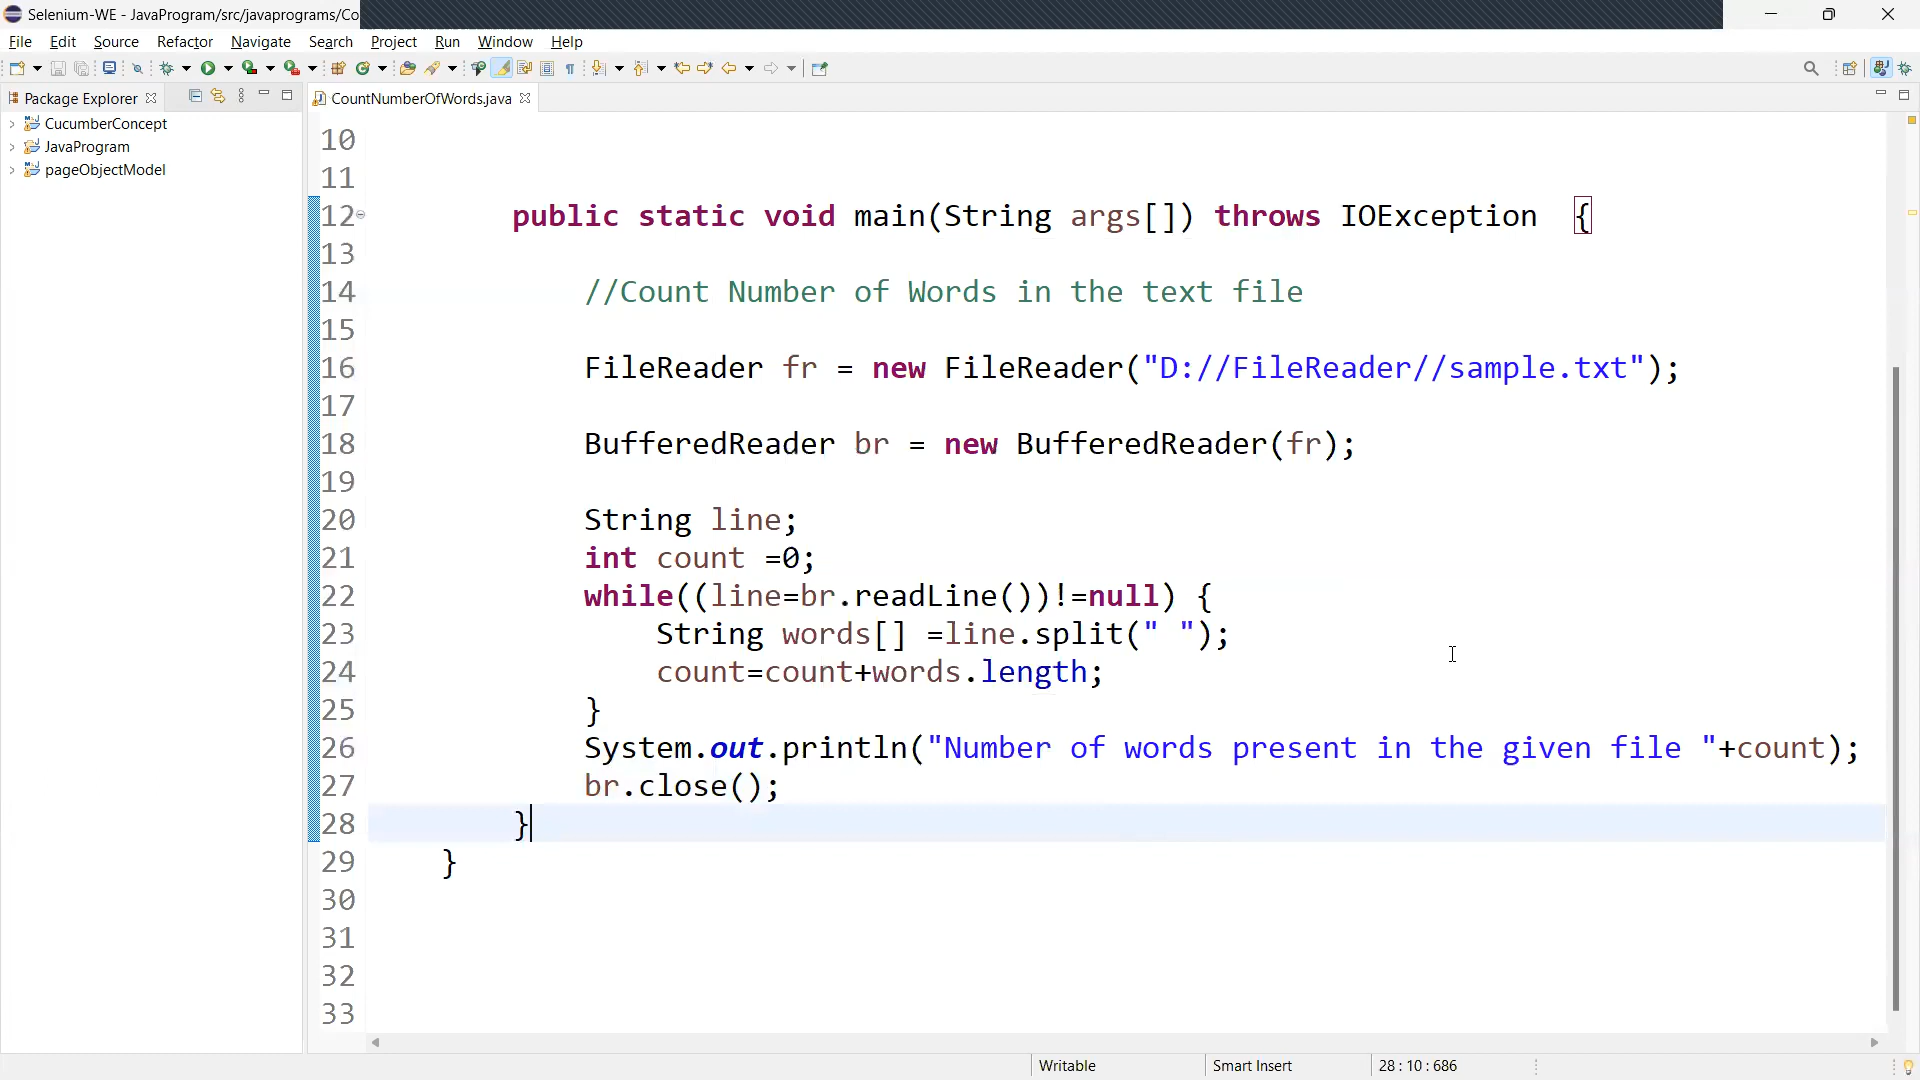 Selenium-WE - JavaProgram/src/javaprograms/Co
File Edit Source Refactor Navigate Search Project Run Window Help
Package Explorer
CountNumberOfWords.java
CucumberConcept
JavaProgram
pageObjectModel
10
11
12 public static void main(String args[]) throws IOException {
13
14 //Count Number of Words in the text file
15
16 FileReader fr = new FileReader("D://FileReader//sample.txt");
17
18 BufferedReader br = new BufferedReader(fr);
19
20 String line;
21 int count =0;
22 while((line=br.readLine())!=null) {
23 String words[] =line.split(" ");
24 count=count+words.length;
25 }
26 System.out.println("Number of words present in the given file "+count);
27 br.close();
28 }
29 }
30
31
32
33
Writable Smart Insert 28 : 10 : 686